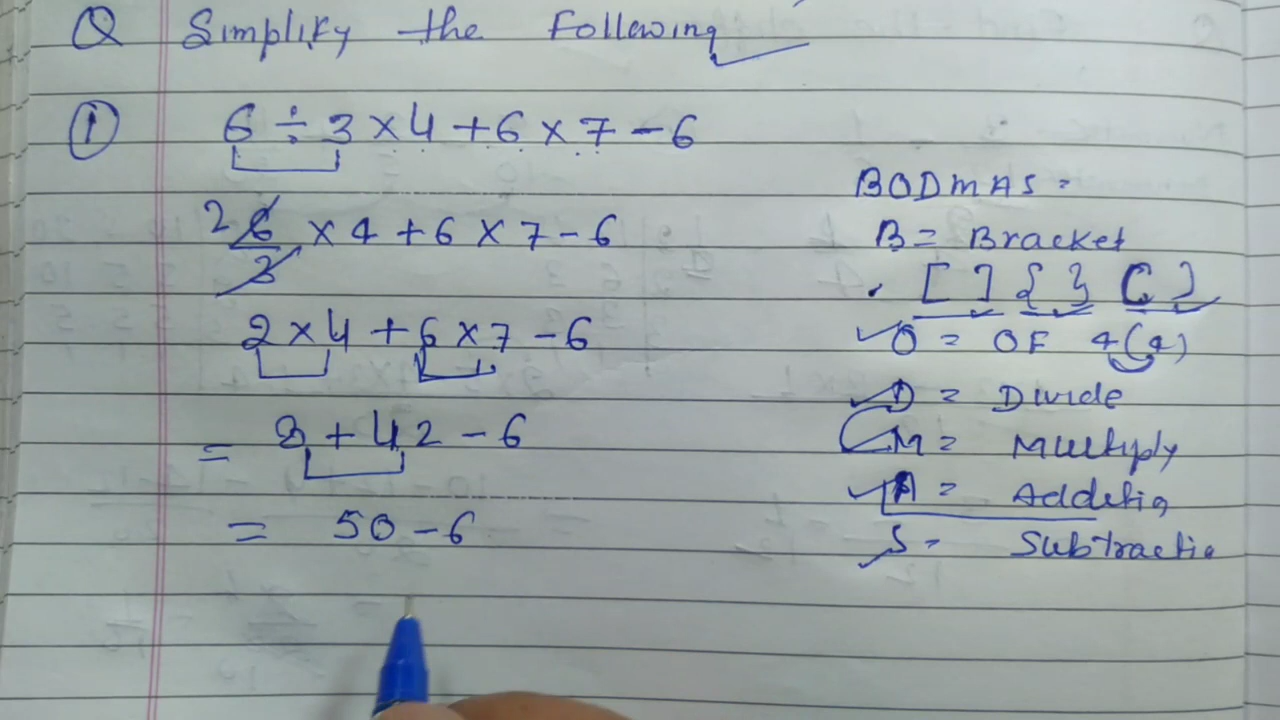 Q Simplify the Following
① 6 ÷ 3 × 4 + 6 × 7 - 6
2 6/3 × 4 + 6 × 7 - 6
2 × 4 + 6 × 7 - 6
= 8 + 42 - 6
= 50 - 6
BODMAS =
B = Bracket
[ ] { } ( )
O = OF 4(4)
D = Divide
M = Multiply
A = Addition
S = Subtractio